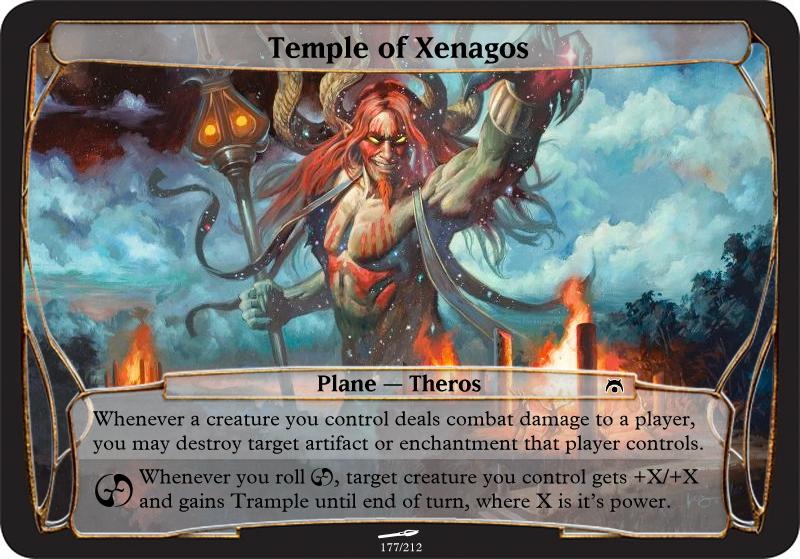 Temple of Xenagos
Plane — Theros
Whenever a creature you control deals combat damage to a player,
you may destroy target artifact or enchantment that player controls.
Whenever you roll , target creature you control gets +X/+X
and gains Trample until end of turn, where X is it's power.
177/212